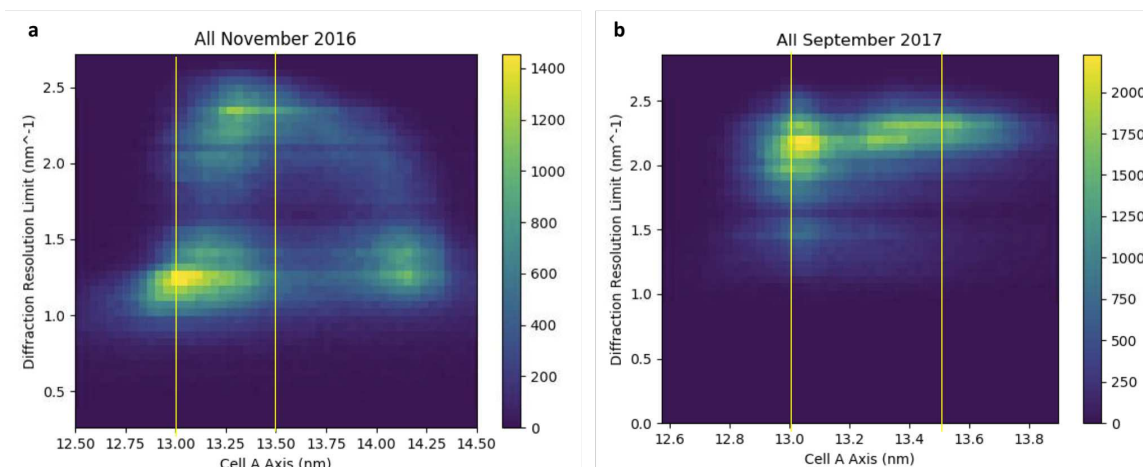 a
All November 2016
Diffraction Resolution Limit (nm^-1)
2.5
2.0
1.5
1.0
0.5
12.50 12.75 13.00 13.25 13.50 13.75 14.00 14.25 14.50
Cell A Axis (nm)
1400
1200
1000
800
600
400
200
0
b
All September 2017
Diffraction Resolution Limit (nm^-1)
2.5
2.0
1.5
1.0
0.5
0.0
12.6 12.8 13.0 13.2 13.4 13.6 13.8
Cell A Axis (nm)
2000
1750
1500
1250
1000
750
500
250
0